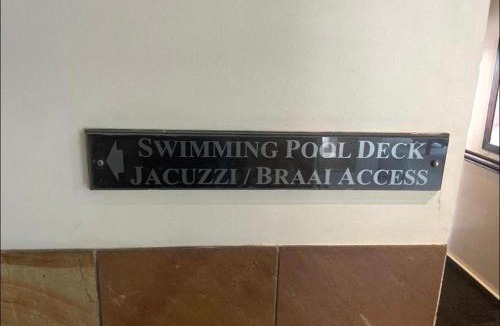 SWIMMING POOL DECK
JACUZZI / BRAAI ACCESS